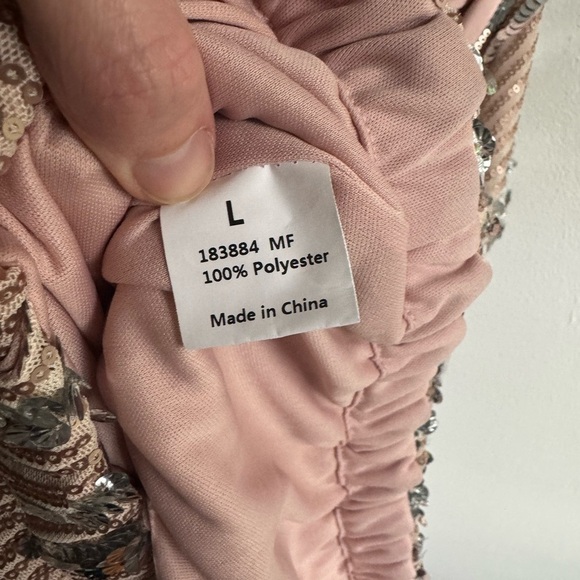 L
183884 MF
100% Polyester
Made in China